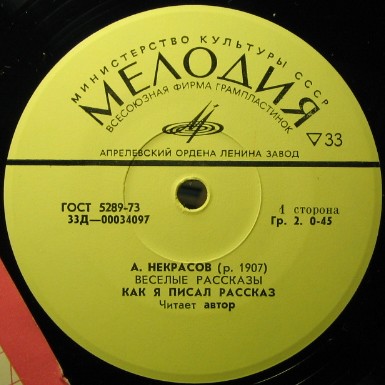 МИНИСТЕРСТВО КУЛЬТУРЫ СССР
МЕЛОДИЯ
ВСЕСОЮЗНАЯ ФИРМА ГРАМПЛАСТИНОК
33
АПРЕЛЕВСКИЙ ОРДЕНА ЛЕНИНА ЗАВОД
ГОСТ 5289-73
33Д—00034097
1 сторона
Гр. 2. 0-45
А. НЕКРАСОВ (р. 1907)
ВЕСЕЛЫЕ РАССКАЗЫ
КАК Я ПИСАЛ РАССКАЗ
Читает автор